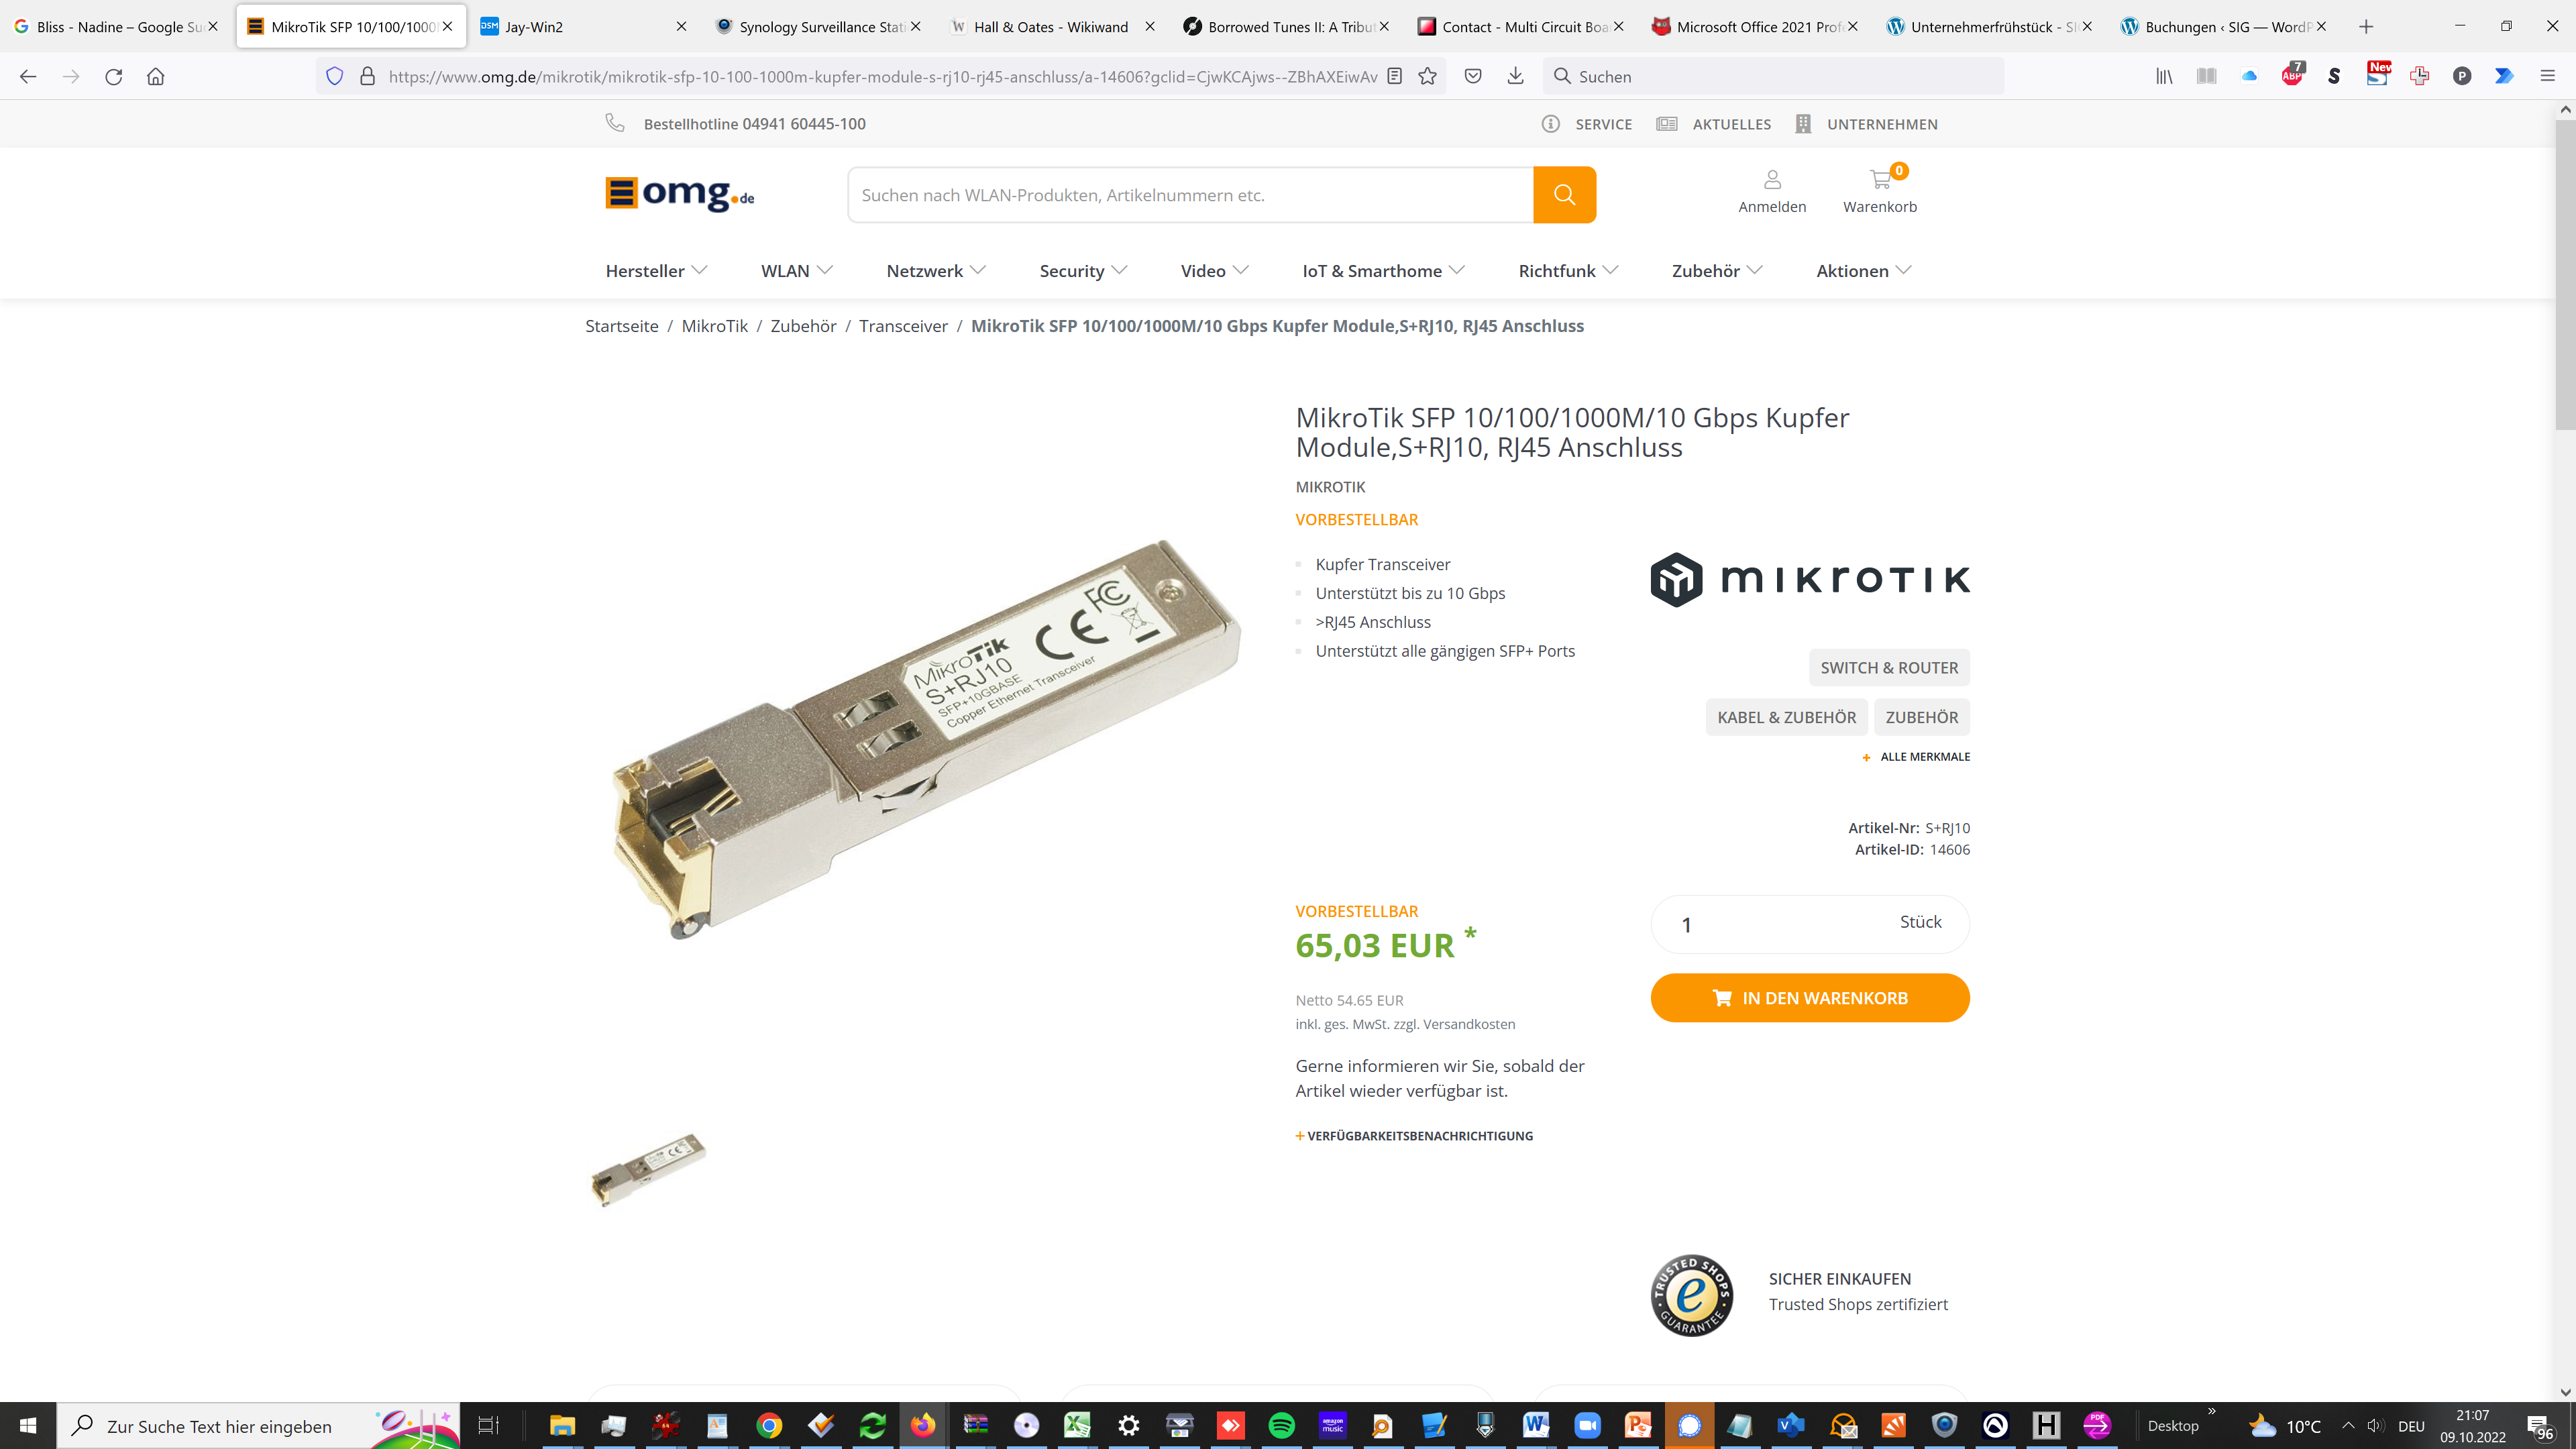 Bliss - Nadine – Google Su
MikroTik SFP 10/100/1000
Jay-Win2
Synology Surveillance Stati
Hall & Oates - Wikiwand
Borrowed Tunes II: A Tribut
Contact - Multi Circuit Boa
Microsoft Office 2021 Prof
Unternehmerfrühstück - SI
Buchungen ‹ SIG — WordP
https://www.omg.de/mikrotik/mikrotik-sfp-10-100-1000m-kupfer-module-s-rj10-rj45-anschluss/a-14606?gclid=CjwKCAjws--ZBhAXEiwAv
Suchen
Bestellhotline 04941 60445-100
SERVICE
AKTUELLES
UNTERNEHMEN
omg.de
Suchen nach WLAN-Produkten, Artikelnummern etc.
0
Anmelden
Warenkorb
Hersteller
WLAN
Netzwerk
Security
Video
IoT & Smarthome
Richtfunk
Zubehör
Aktionen
Startseite / MikroTik / Zubehör / Transceiver / MikroTik SFP 10/100/1000M/10 Gbps Kupfer Module,S+RJ10, RJ45 Anschluss
MikroTik SFP 10/100/1000M/10 Gbps Kupfer
Module,S+RJ10, RJ45 Anschluss
MIKROTIK
VORBESTELLBAR
Kupfer Transceiver
Unterstützt bis zu 10 Gbps
>RJ45 Anschluss
Unterstützt alle gängigen SFP+ Ports
mikrotik
SWITCH & ROUTER
KABEL & ZUBEHÖR
ZUBEHÖR
+ ALLE MERKMALE
Artikel-Nr: S+RJ10
Artikel-ID: 14606
MikroTik
S+RJ10
SFP+10GBASE
Copper Ethernet Transceiver
CE FC
VORBESTELLBAR
65,03 EUR *
1
Stück
IN DEN WARENKORB
Netto 54.65 EUR
inkl. ges. MwSt. zzgl. Versandkosten
Gerne informieren wir Sie, sobald der
Artikel wieder verfügbar ist.
+ VERFÜGBARKEITSBENACHRICHTIGUNG
TRUSTED SHOPS
GUARANTEE
SICHER EINKAUFEN
Trusted Shops zertifiziert
Zur Suche Text hier eingeben
Desktop
10°C
DEU
21:07
09.10.2022
96